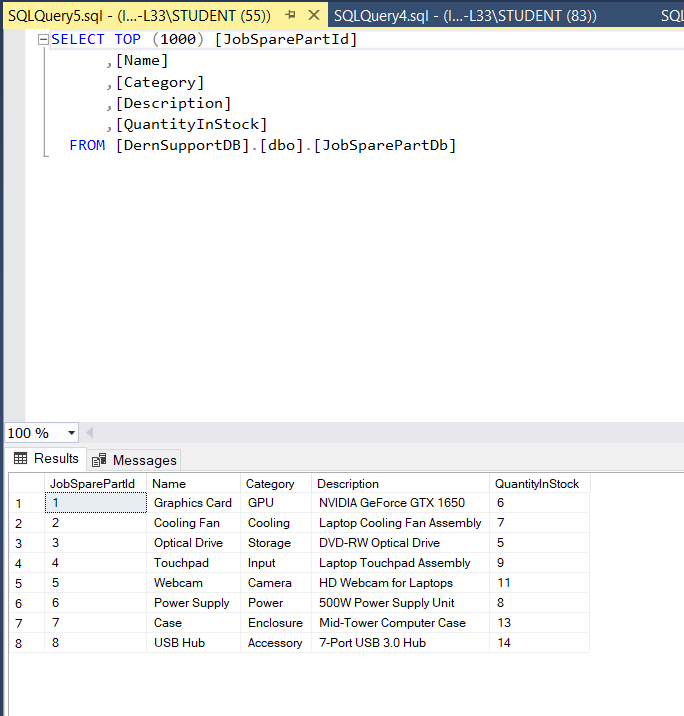 SQLQuery5.sql - (l...-L33\STUDENT (55)) SQLQuery4.sql - (l...-L33\STUDENT (83)) SQL
SELECT TOP (1000) [JobSparePartId]
,[Name]
,[Category]
,[Description]
,[QuantityInStock]
FROM [DernSupportDB].[dbo].[JobSparePartDb]
100 %
Results Messages
JobSparePartId Name Category Description QuantityInStock
1 1 Graphics Card GPU NVIDIA GeForce GTX 1650 6
2 2 Cooling Fan Cooling Laptop Cooling Fan Assembly 7
3 3 Optical Drive Storage DVD-RW Optical Drive 5
4 4 Touchpad Input Laptop Touchpad Assembly 9
5 5 Webcam Camera HD Webcam for Laptops 11
6 6 Power Supply Power 500W Power Supply Unit 8
7 7 Case Enclosure Mid-Tower Computer Case 13
8 8 USB Hub Accessory 7-Port USB 3.0 Hub 14